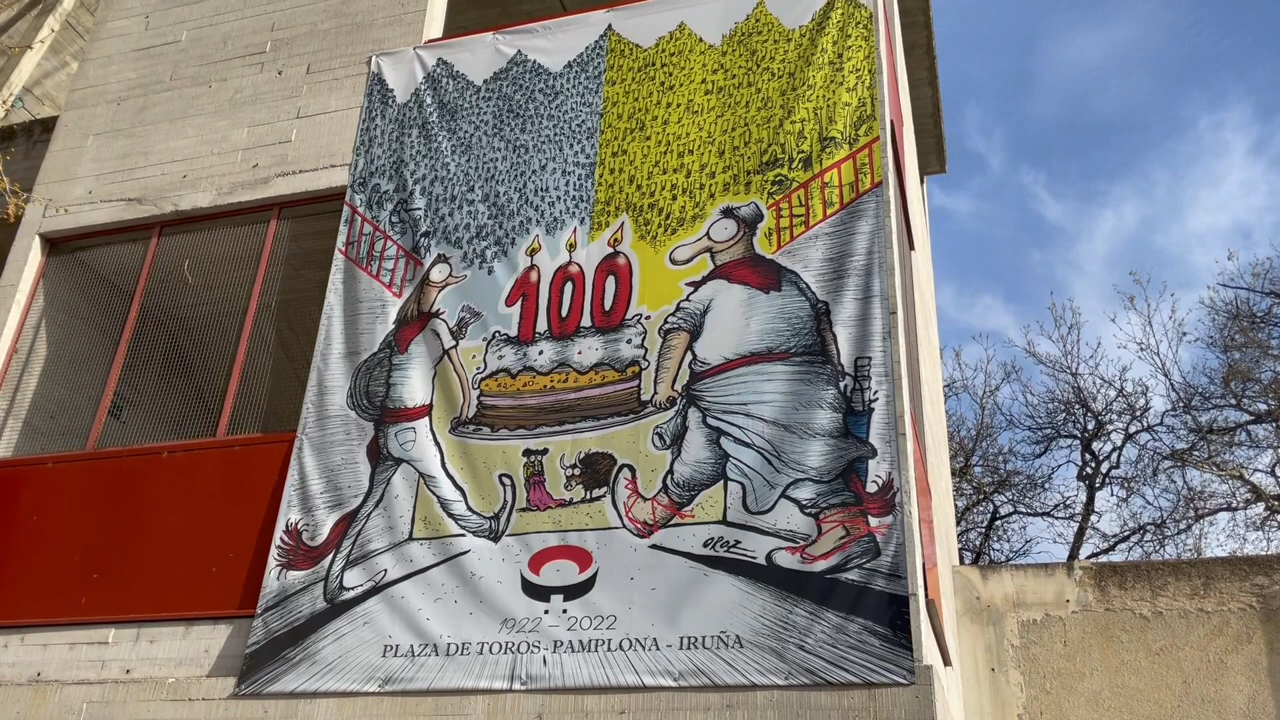 100
OROZ
1922 - 2022
PLAZA DE TOROS - PAMPLONA - IRUÑA